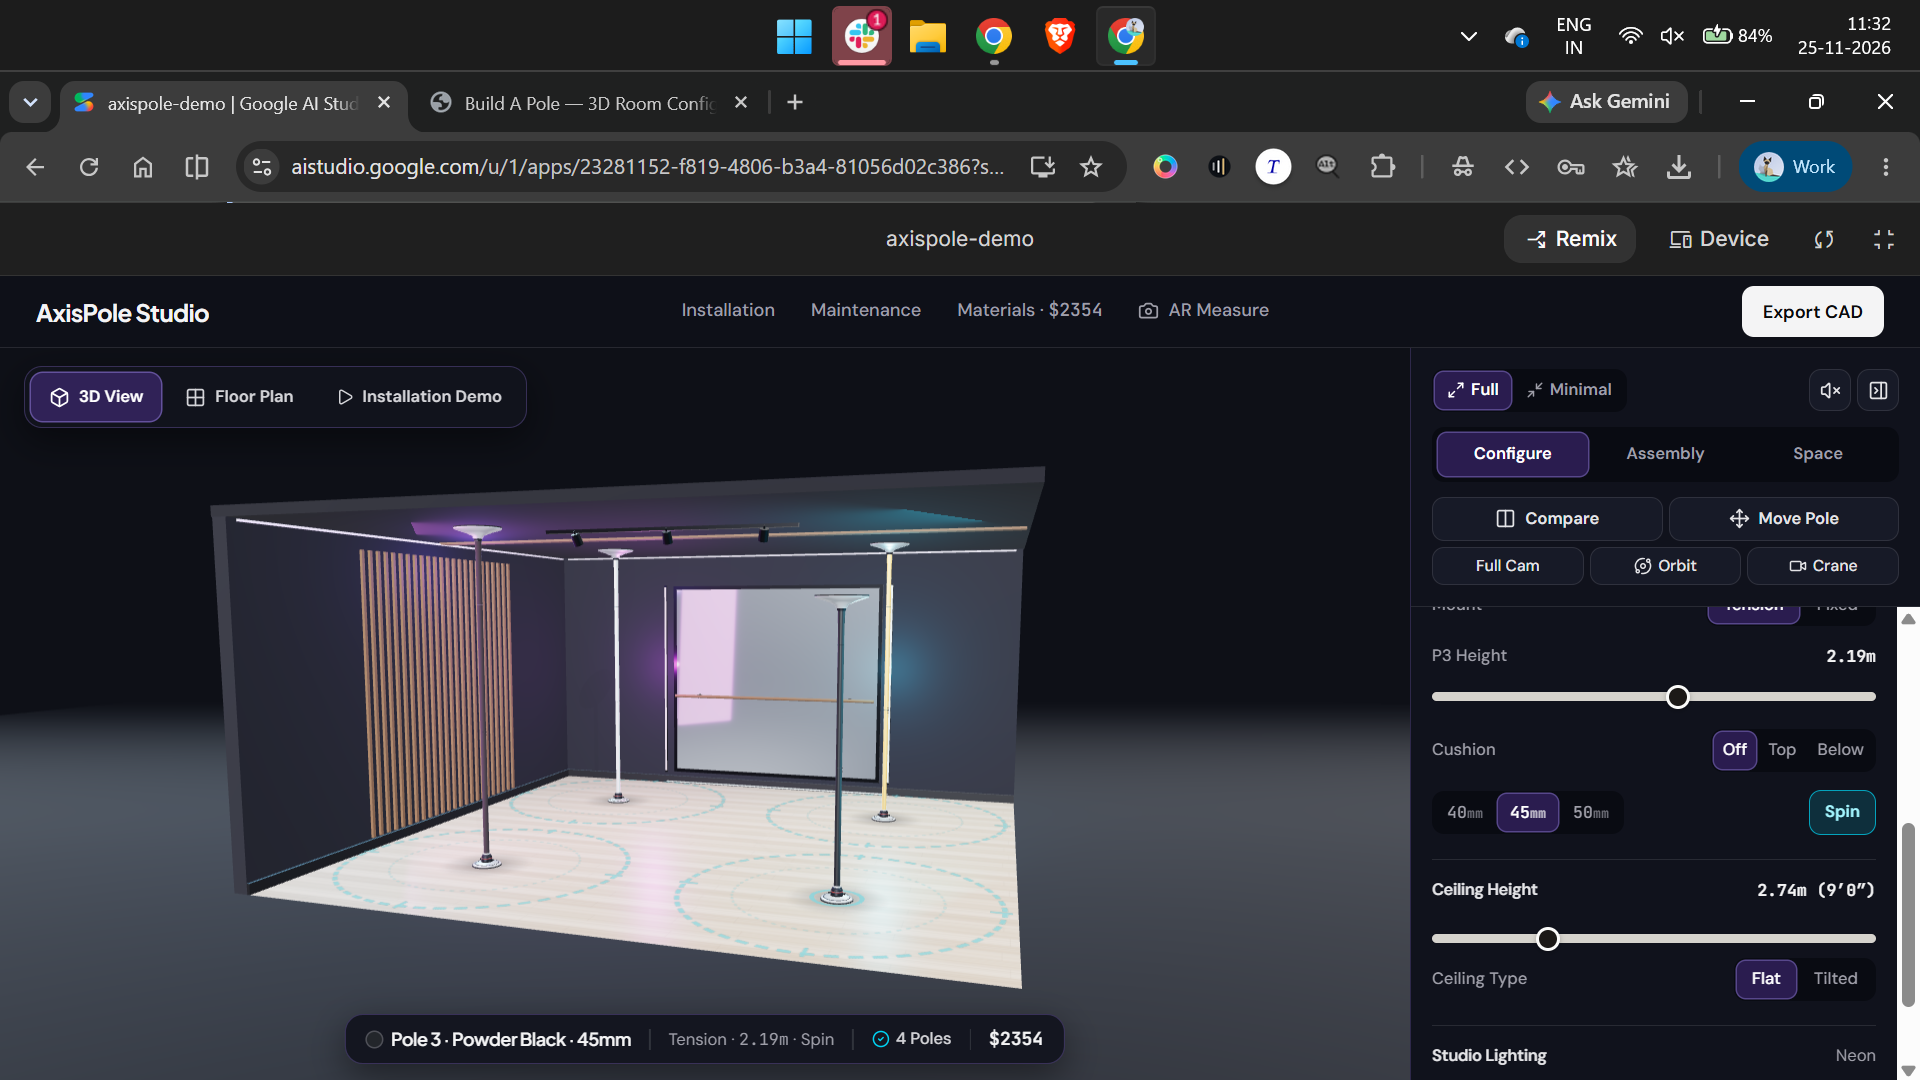 1
ENG
IN
84%
11:32
25-11-2026
axispole-demo | Google AI Stud
Build A Pole — 3D Room Config
Ask Gemini
aistudio.google.com/u/1/apps/23281152-f819-4806-b3a4-81056d02c386?s...
Work
axispole-demo
Remix
Device
AxisPole Studio
Installation
Maintenance
Materials · $2354
AR Measure
Export CAD
3D View
Floor Plan
Installation Demo
Full
Minimal
Configure
Assembly
Space
Compare
Move Pole
Full Cam
Orbit
Crane
Mount
Tension
Fixed
P3 Height
2.19m
Cushion
Off
Top
Below
40mm
45mm
50mm
Spin
Ceiling Height
2.74m (9′0″)
Ceiling Type
Flat
Tilted
Studio Lighting
Neon
Pole 3 · Powder Black · 45mm
Tension · 2.19m · Spin
4 Poles
$2354